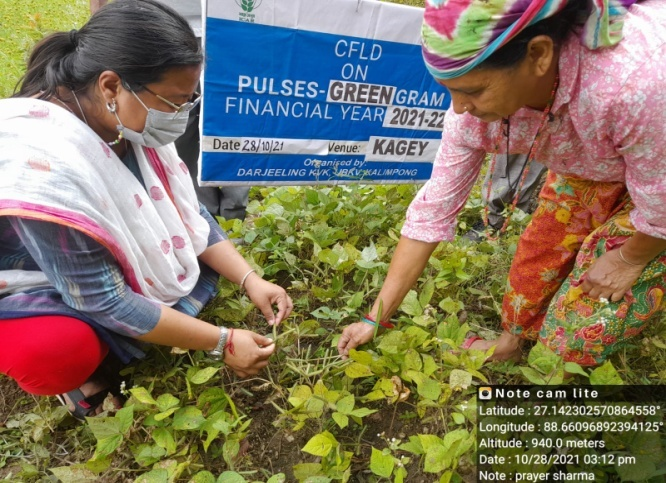 CFLD
ON
PULSES- GREEN GRAM
FINANCIAL YEAR 2021-22
Date 28/10/21 Venue: KAGEY
Organised by:
DARJEELING KVK, UBKV KALIMPONG
Note cam lite
Latitude : 27.142302570864558°
Longitude : 88.66096892394125°
Altitude : 940.0 meters
Date : 10/28/2021 03:12 pm
Note : prayer sharma